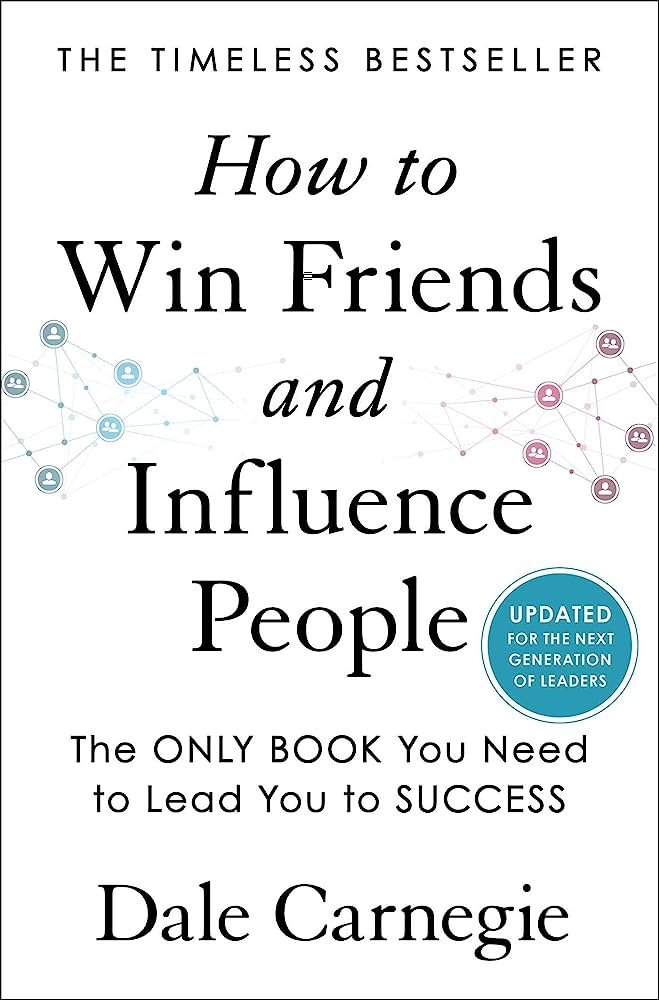 THE TIMELESS BESTSELLER
How to
Win Friends
and
Influence
People
UPDATED
FOR THE NEXT
GENERATION
OF LEADERS
The ONLY BOOK You Need
to Lead You to SUCCESS
Dale Carnegie